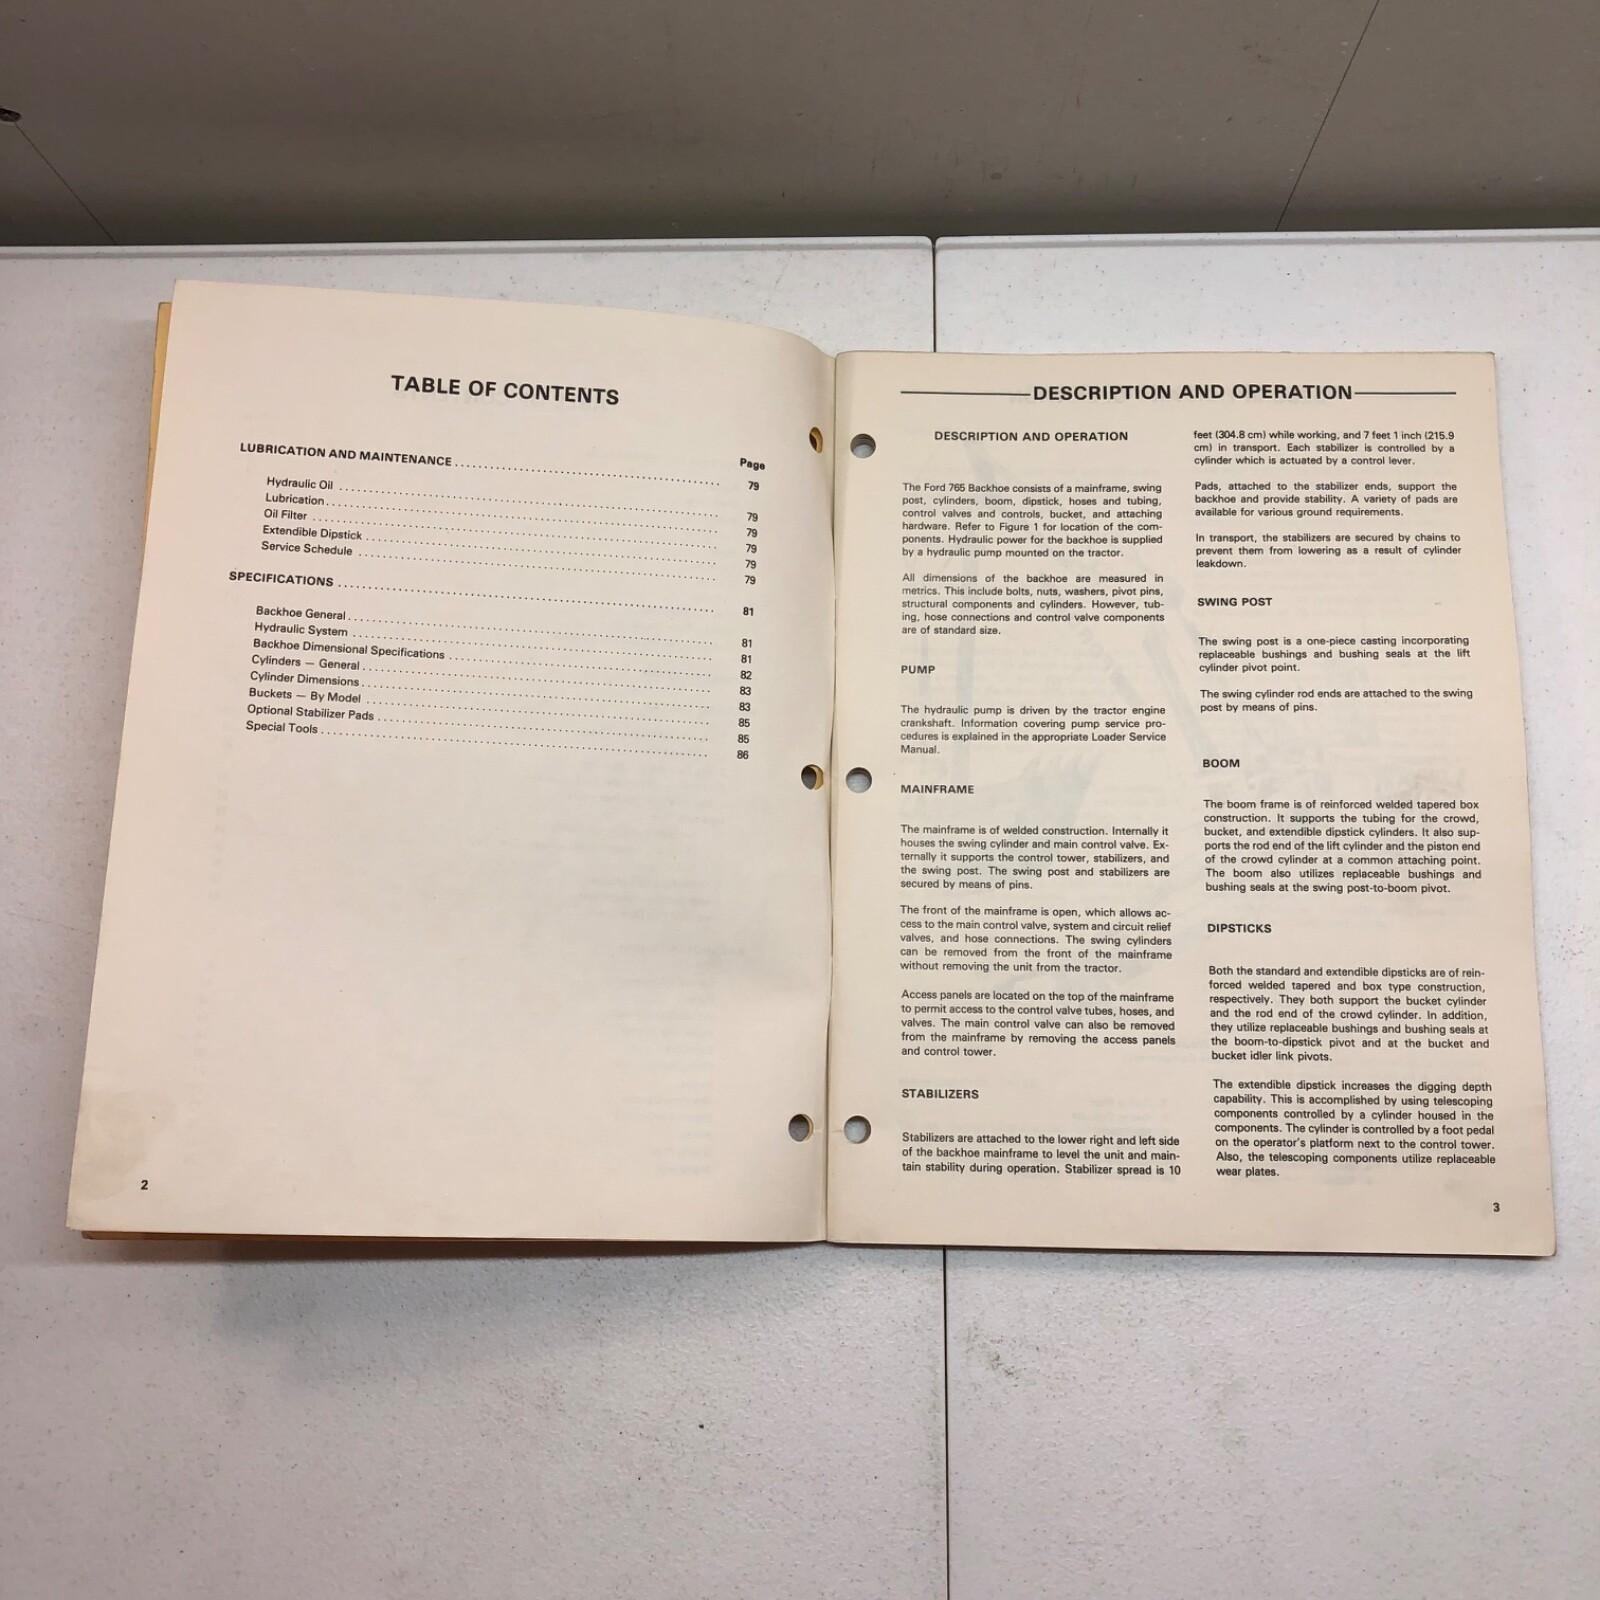 TABLE OF CONTENTS
Page
LUBRICATION AND MAINTENANCE ........ 79
Hydraulic Oil ........ 79
Lubrication ........ 79
Oil Filter ........ 79
Extendible Dipstick ........ 79
Service Schedule ........ 79
SPECIFICATIONS ........ 81
Backhoe General ........ 81
Hydraulic System ........ 81
Backhoe Dimensional Specifications ........ 82
Cylinders — General ........ 83
Cylinder Dimensions ........ 83
Buckets — By Model ........ 85
Optional Stabilizer Pads ........ 85
Special Tools ........ 86
2
DESCRIPTION AND OPERATION
DESCRIPTION AND OPERATION
The Ford 765 Backhoe consists of a mainframe, swing
post, cylinders, boom, dipstick, hoses and tubing,
control valves and controls, bucket, and attaching
hardware. Refer to Figure 1 for location of the com-
ponents. Hydraulic power for the backhoe is supplied
by a hydraulic pump mounted on the tractor.
All dimensions of the backhoe are measured in
metrics. This include bolts, nuts, washers, pivot pins,
structural components and cylinders. However, tub-
ing, hose connections and control valve components
are of standard size.
PUMP
The hydraulic pump is driven by the tractor engine
crankshaft. Information covering pump service pro-
cedures is explained in the appropriate Loader Service
Manual.
MAINFRAME
The mainframe is of welded construction. Internally it
houses the swing cylinder and main control valve. Ex-
ternally it supports the control tower, stabilizers, and
the swing post. The swing post and stabilizers are
secured by means of pins.
The front of the mainframe is open, which allows ac-
cess to the main control valve, system and circuit relief
valves, and hose connections. The swing cylinders
can be removed from the front of the mainframe
without removing the unit from the tractor.
Access panels are located on the top of the mainframe
to permit access to the control valve tubes, hoses, and
valves. The main control valve can also be removed
from the mainframe by removing the access panels
and control tower.
STABILIZERS
Stabilizers are attached to the lower right and left side
of the backhoe mainframe to level the unit and main-
tain stability during operation. Stabilizer spread is 10
feet (304.8 cm) while working, and 7 feet 1 inch (215.9
cm) in transport. Each stabilizer is controlled by a
cylinder which is actuated by a control lever.
Pads, attached to the stabilizer ends, support the
backhoe and provide stability. A variety of pads are
available for various ground requirements.
In transport, the stabilizers are secured by chains to
prevent them from lowering as a result of cylinder
leakdown.
SWING POST
The swing post is a one-piece casting incorporating
replaceable bushings and bushing seals at the lift
cylinder pivot point.
The swing cylinder rod ends are attached to the swing
post by means of pins.
BOOM
The boom frame is of reinforced welded tapered box
construction. It supports the tubing for the crowd,
bucket, and extendible dipstick cylinders. It also sup-
ports the rod end of the lift cylinder and the piston end
of the crowd cylinder at a common attaching point.
The boom also utilizes replaceable bushings and
bushing seals at the swing post-to-boom pivot.
DIPSTICKS
Both the standard and extendible dipsticks are of rein-
forced welded tapered and box type construction,
respectively. They both support the bucket cylinder
and the rod end of the crowd cylinder. In addition,
they utilize replaceable bushings and bushing seals at
the boom-to-dipstick pivot and at the bucket and
bucket idler link pivots.
The extendible dipstick increases the digging depth
capability. This is accomplished by using telescoping
components controlled by a cylinder housed in the
components. The cylinder is controlled by a foot pedal
on the operator's platform next to the control tower.
Also, the telescoping components utilize replaceable
wear plates.
3